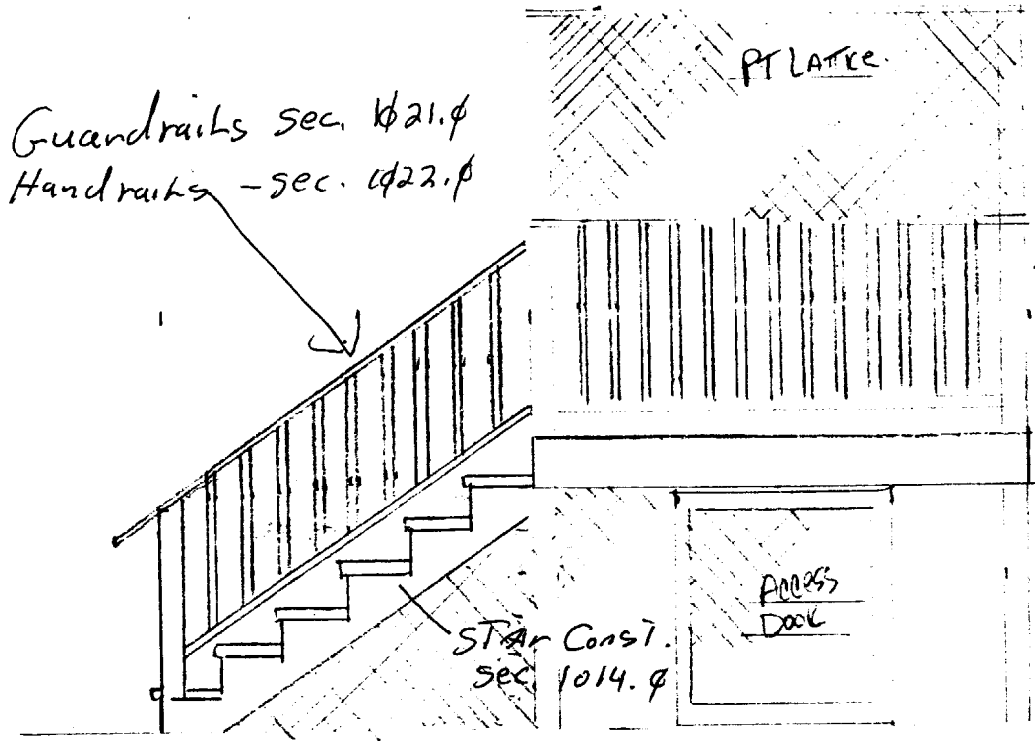 Guardrails sec. 1021.0
Handrails - sec. 1022.0
PT LATTICE.
STAIR CONST.
sec. 1014.0
ACCESS
DOOR